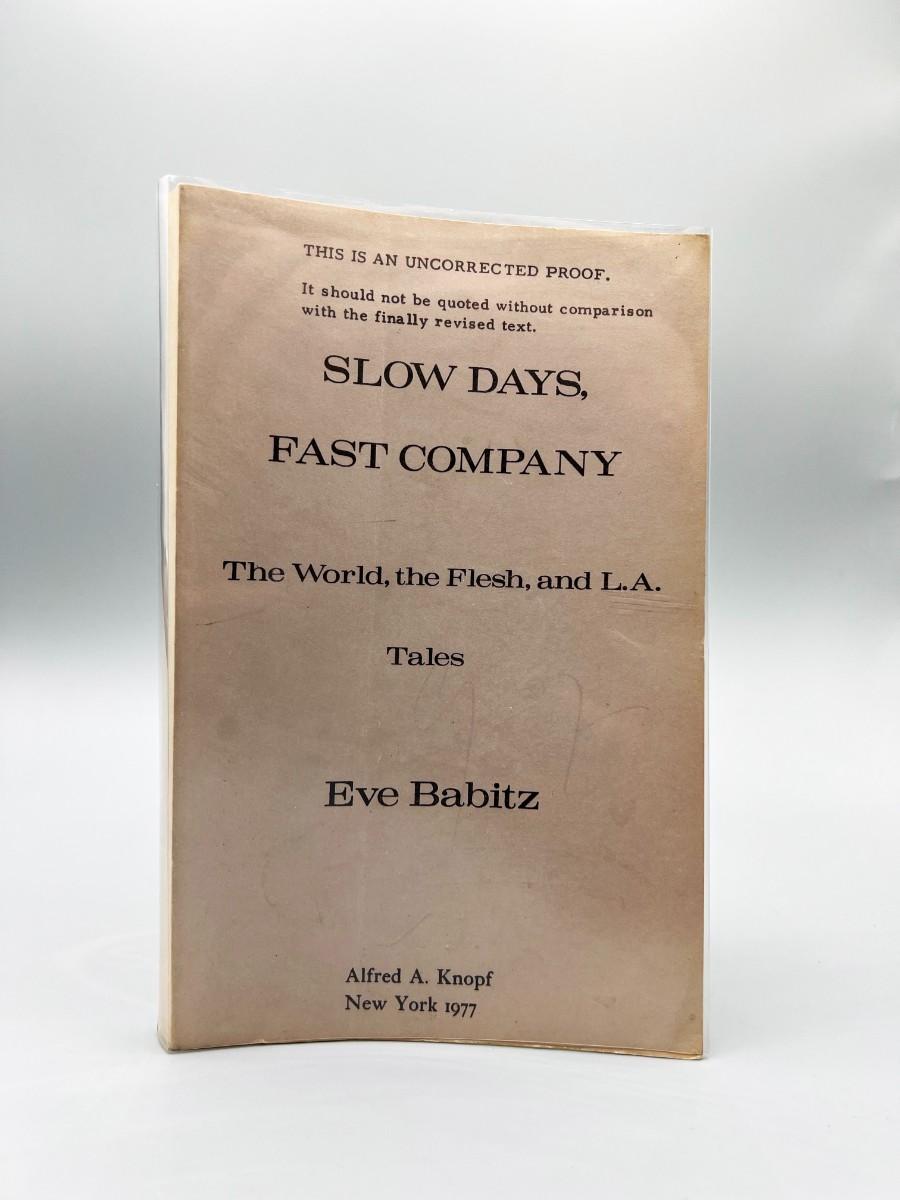 THIS IS AN UNCORRECTED PROOF.
It should not be quoted without comparison
with the finally revised text.
SLOW DAYS,
FAST COMPANY
The World, the Flesh, and L.A.
Tales
Eve Babitz
Alfred A. Knopf
New York 1977